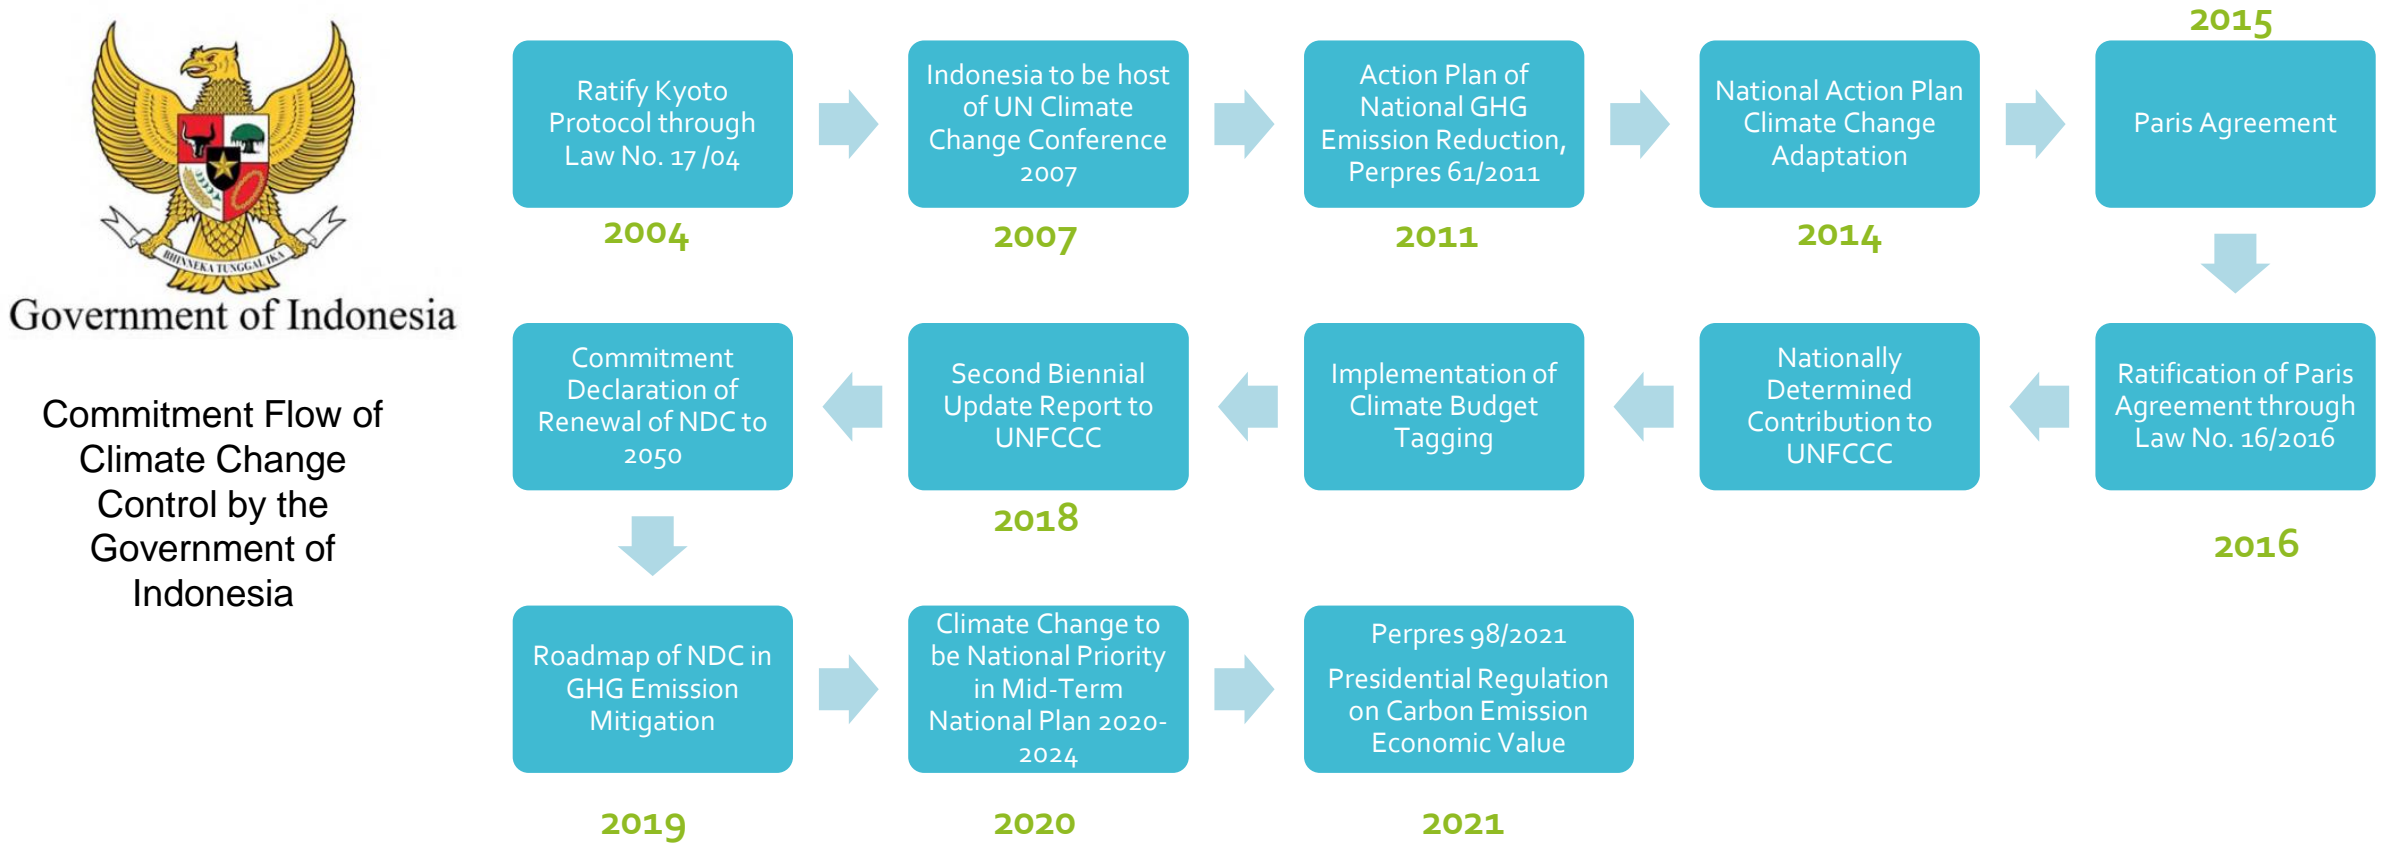 BHINNEKA TUNGGAL IKA
Government of Indonesia
Commitment Flow of
Climate Change
Control by the
Government of
Indonesia
Ratify Kyoto
Protocol through
Law No. 17 /04
2004
Indonesia to be host
of UN Climate
Change Conference
2007
2007
Action Plan of
National GHG
Emission Reduction,
Perpres 61/2011
2011
National Action Plan
Climate Change
Adaptation
2014
2015
Paris Agreement
Ratification of Paris
Agreement through
Law No. 16/2016
2016
Nationally
Determined
Contribution to
UNFCCC
Implementation of
Climate Budget
Tagging
Second Biennial
Update Report to
UNFCCC
2018
Commitment
Declaration of
Renewal of NDC to
2050
Roadmap of NDC in
GHG Emission
Mitigation
2019
Climate Change to
be National Priority
in Mid-Term
National Plan 2020-
2024
2020
Perpres 98/2021
Presidential Regulation
on Carbon Emission
Economic Value
2021